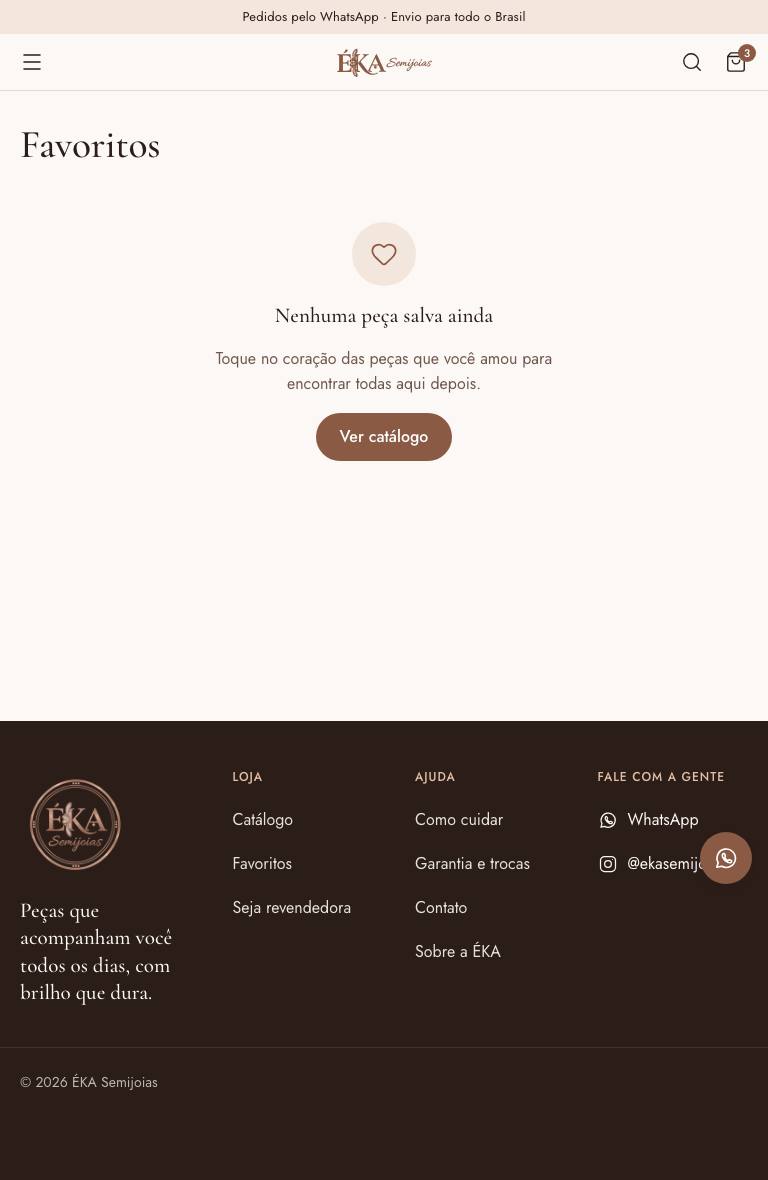 Pedidos pelo WhatsApp · Envio para todo o Brasil
ÉKA Semijoias
3
Favoritos
Nenhuma peça salva ainda
Toque no coração das peças que você amou para
encontrar todas aqui depois.
Ver catálogo
ÉKA
Semijoias
Peças que
acompanham você
todos os dias, com
brilho que dura.
LOJA
Catálogo
Favoritos
Seja revendedora
AJUDA
Como cuidar
Garantia e trocas
Contato
Sobre a ÉKA
FALE COM A GENTE
WhatsApp
© 2026 ÉKA Semijoias